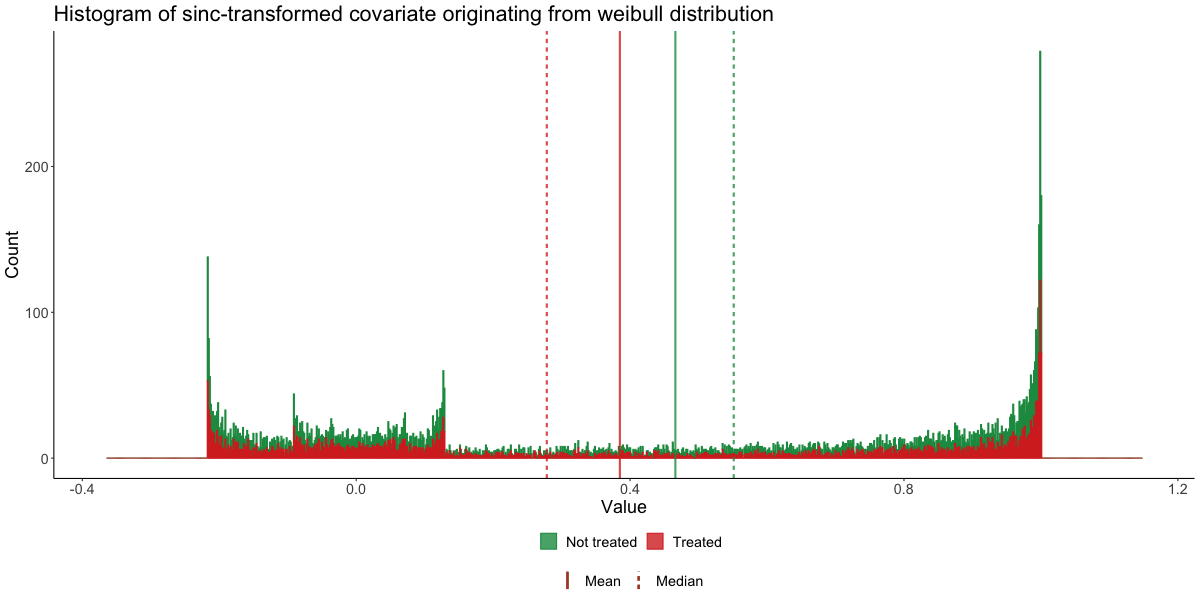 Histogram of sinc-transformed covariate originating from weibull distribution
Count
200
100
0
-0.4 0.0 0.4 0.8 1.2
Value
Not treated Treated
Mean Median